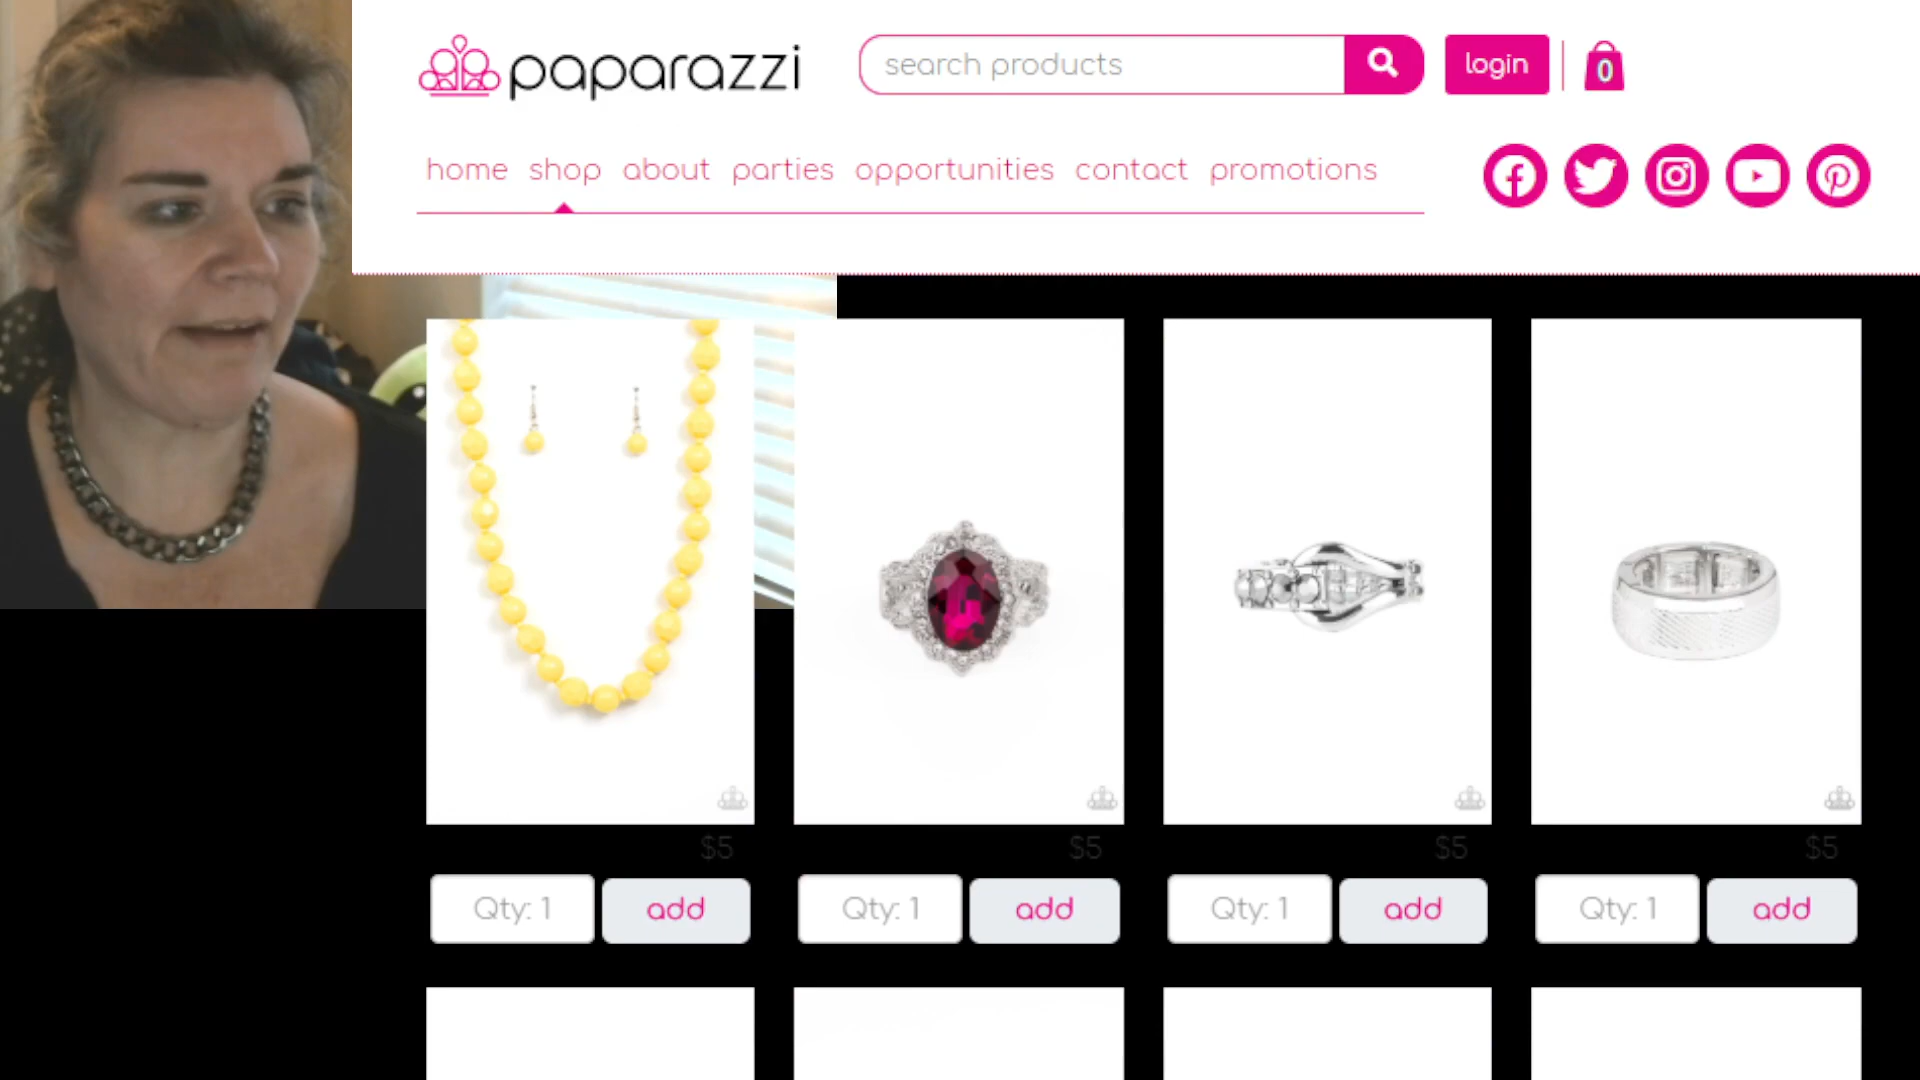 paparazzi
search products
login
0
home shop about parties opportunities contact promotions
$5 $5 $5 $5
Qty: 1 add Qty: 1 add Qty: 1 add Qty: 1 add